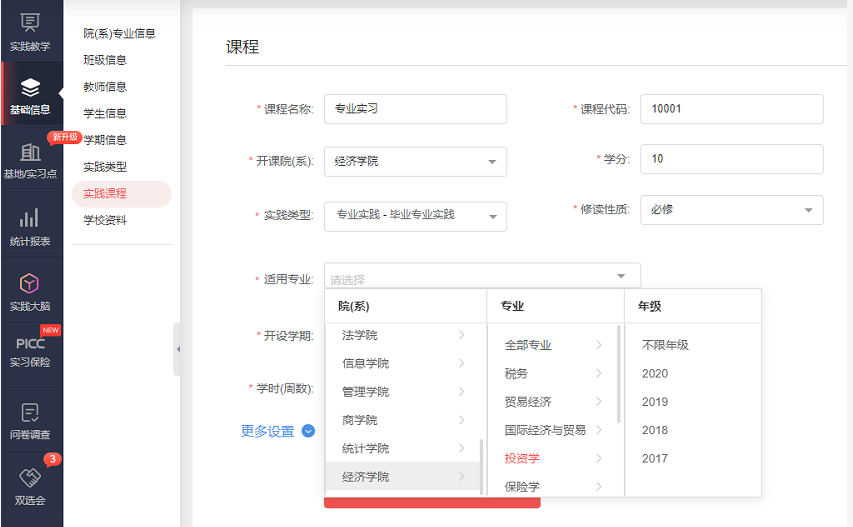 实践教学
基础信息
新升级
基地/实习点
统计报表
实践大脑
NEW
PICC
实习保险
问卷调查
3
双选会
院(系)专业信息
班级信息
教师信息
学生信息
学期信息
实践类型
实践课程
学校资料
课程
* 课程名称: 专业实习
* 课程代码: 10001
* 开课院(系): 经济学院
* 学分: 10
* 实践类型: 专业实践 - 毕业专业实践
* 修读性质: 必修
* 适用专业: 请选择
* 开设学期:
* 学时(周数):
更多设置
院(系) 专业 年级
法学院
信息学院
管理学院
商学院
统计学院
经济学院
全部专业
税务
贸易经济
国际经济与贸易
投资学
保险学
不限年级
2020
2019
2018
2017